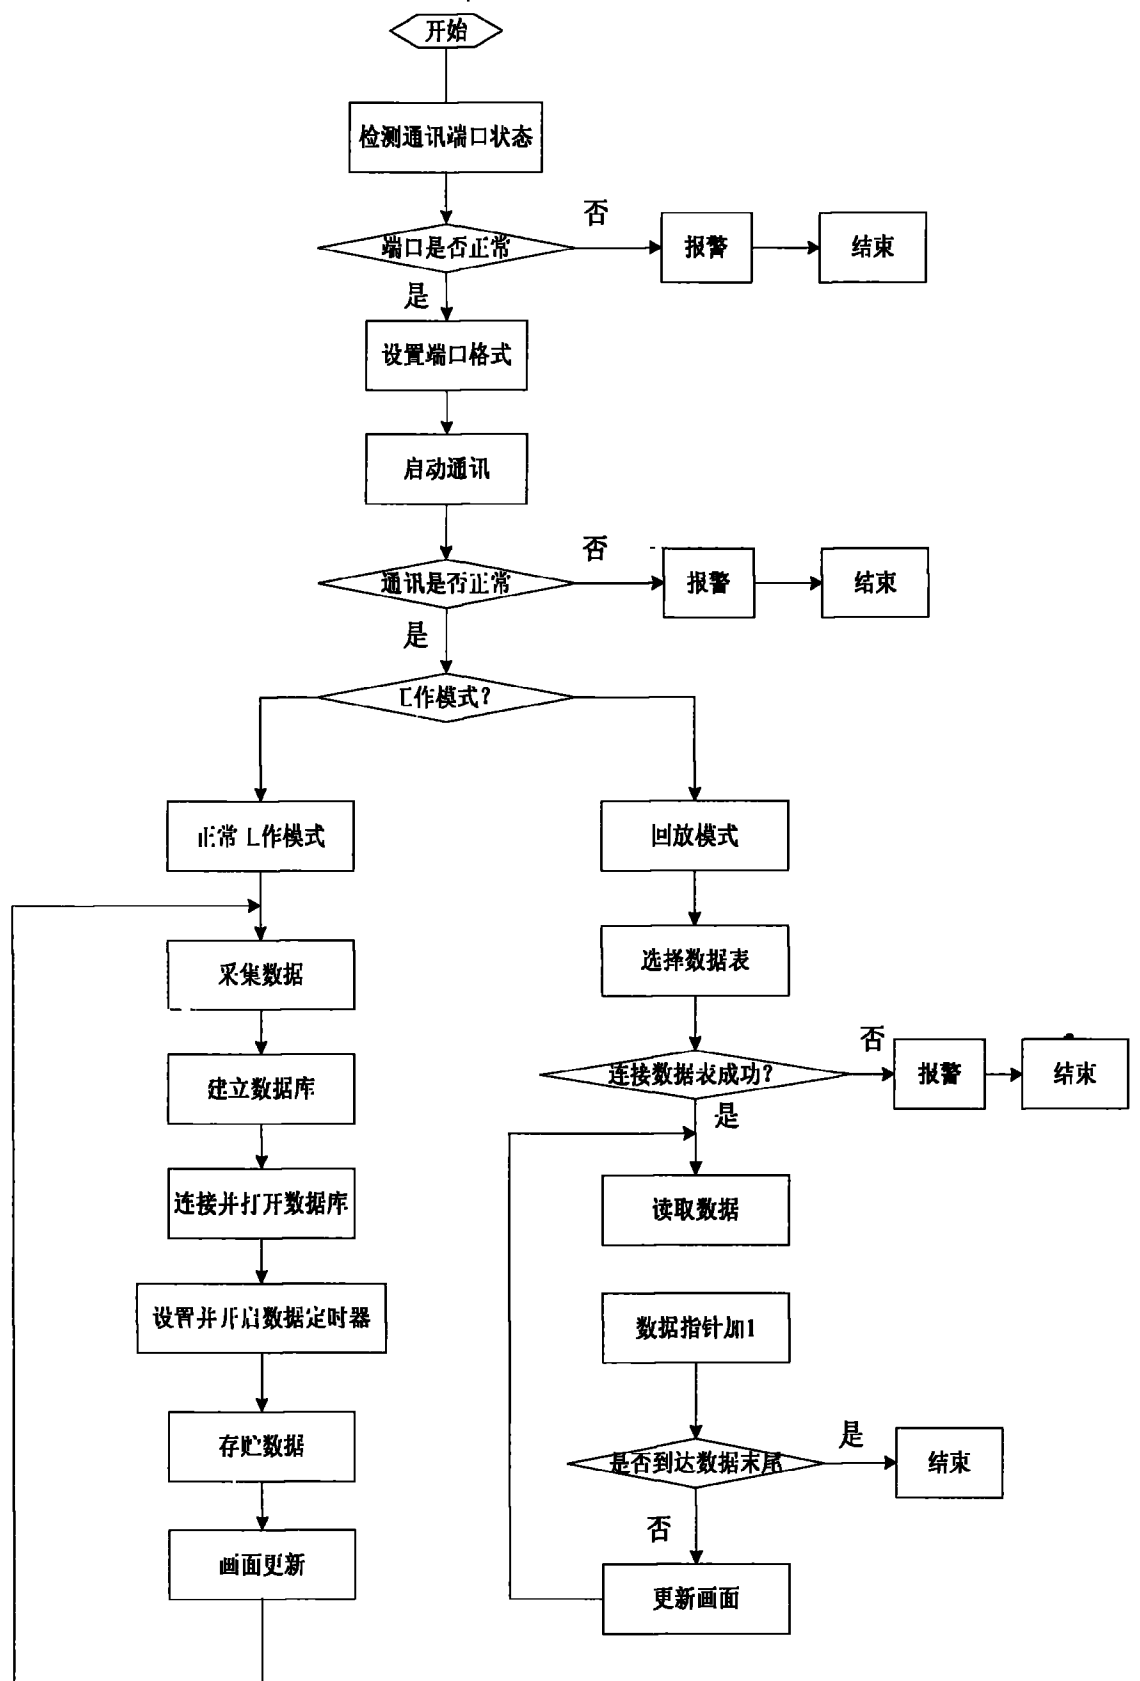 开始
检测通讯端口状态
否
端口是否正常
报警
结束
是
设置端口格式
启动通讯
否
通讯是否正常
报警
结束
是
工作模式?
正常工作模式
回放模式
采集数据
选择数据表
否
建立数据库
连接数据表成功?
报警
结束
是
连接并打开数据库
读取数据
设置并开启数据定时器
数据指针加1
存贮数据
是
是否到达数据末尾
结束
否
画面更新
更新画面